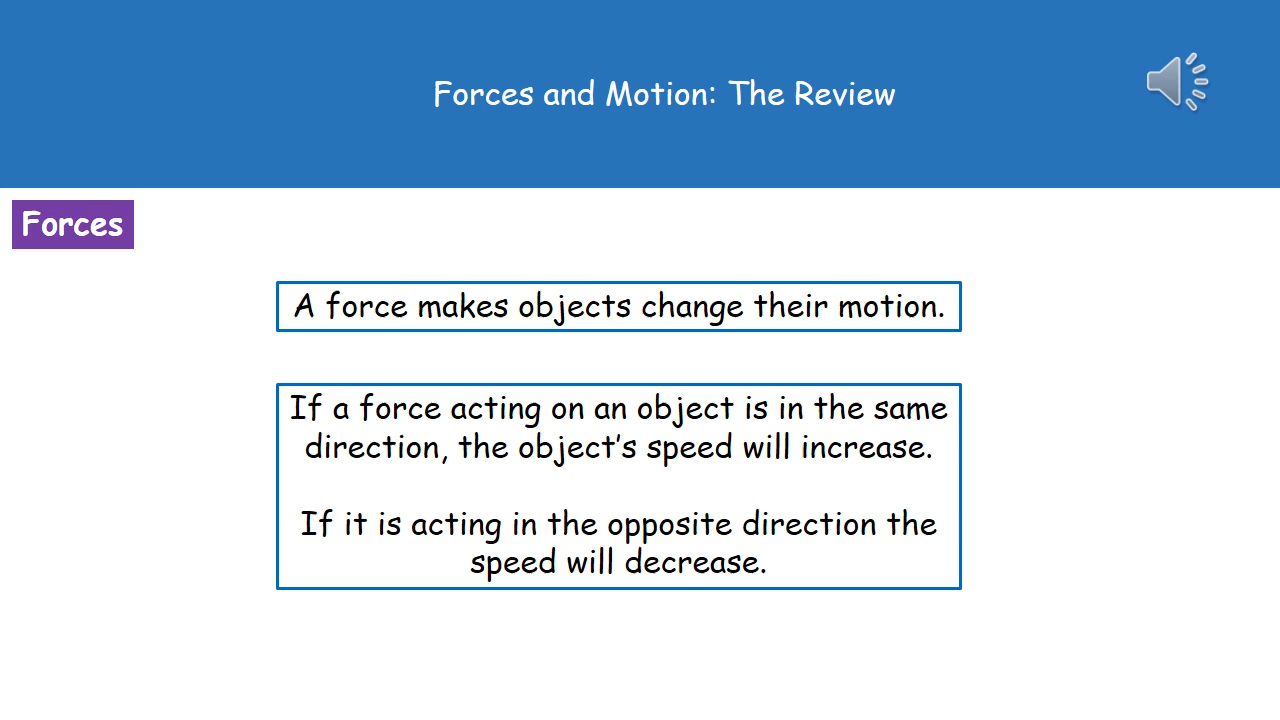 Forces and Motion: The Review
Forces
A force makes objects change their motion.
If a force acting on an object is in the same
direction, the object's speed will increase.
If it is acting in the opposite direction the
speed will decrease.